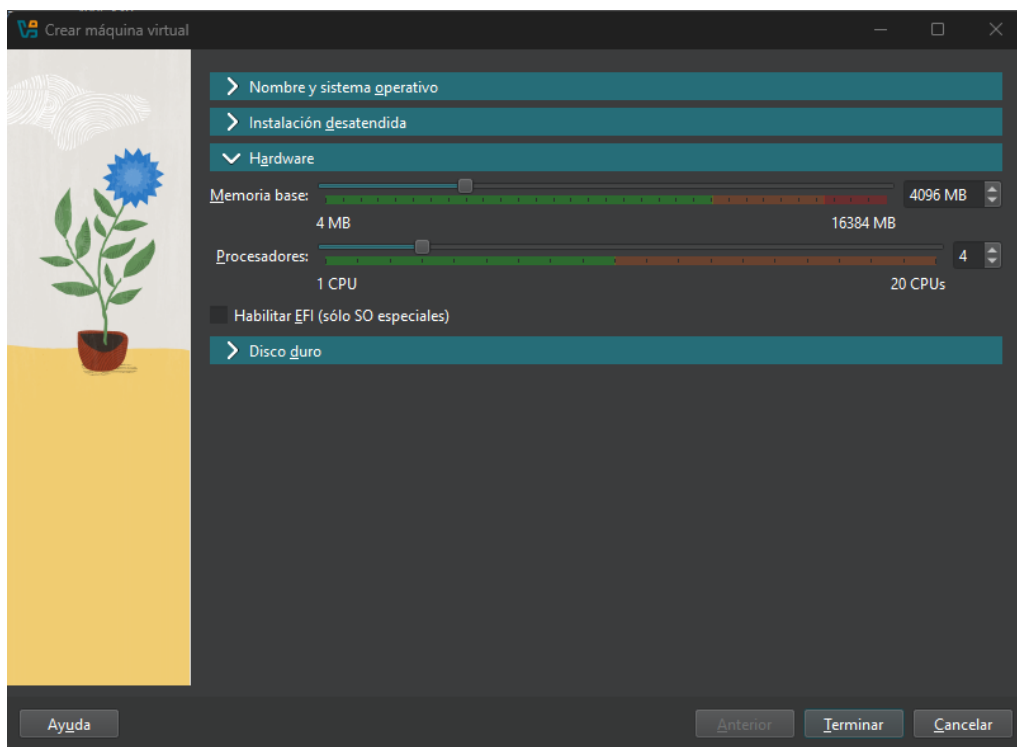 Crear máquina virtual
Nombre y sistema operativo
Instalación desatendida
Hardware
Memoria base: 4096 MB
4 MB 16384 MB
Procesadores: 4
1 CPU 20 CPUs
Habilitar EFI (sólo SO especiales)
Disco duro
Ayuda Anterior Terminar Cancelar